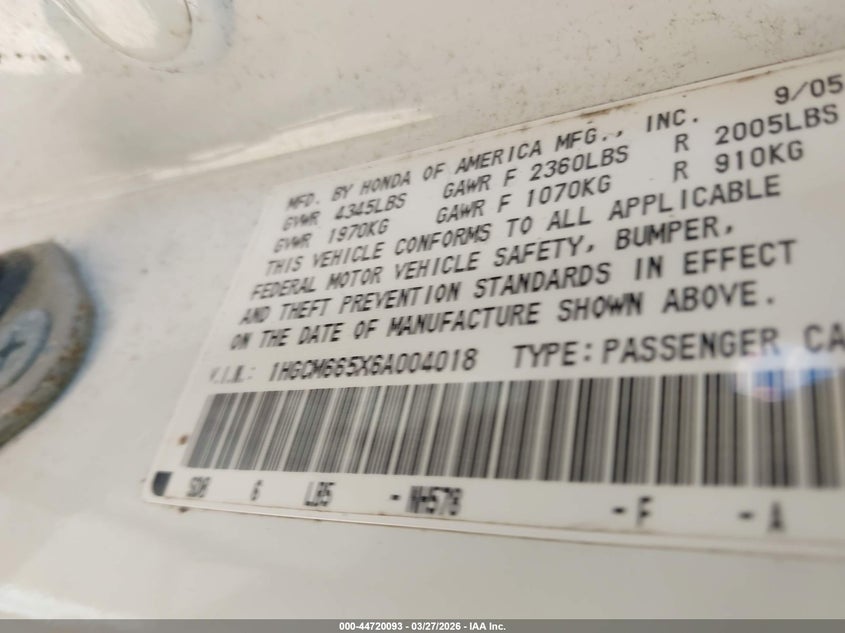 9/05
MFD. BY HONDA OF AMERICA MFG., INC.
GVWR 4345LBS GAWR F 2360LBS R 2005LBS
GVWR 1970KG GAWR F 1070KG R 910KG
THIS VEHICLE CONFORMS TO ALL APPLICABLE
FEDERAL MOTOR VEHICLE SAFETY, BUMPER,
AND THEFT PREVENTION STANDARDS IN EFFECT
ON THE DATE OF MANUFACTURE SHOWN ABOVE.
V.I.N.: 1HGCM665X6A004018 TYPE: PASSENGER CA
SDB 6 LB5 -NH578 -F -A
000-44720093 - 03/27/2026 - IAA Inc.